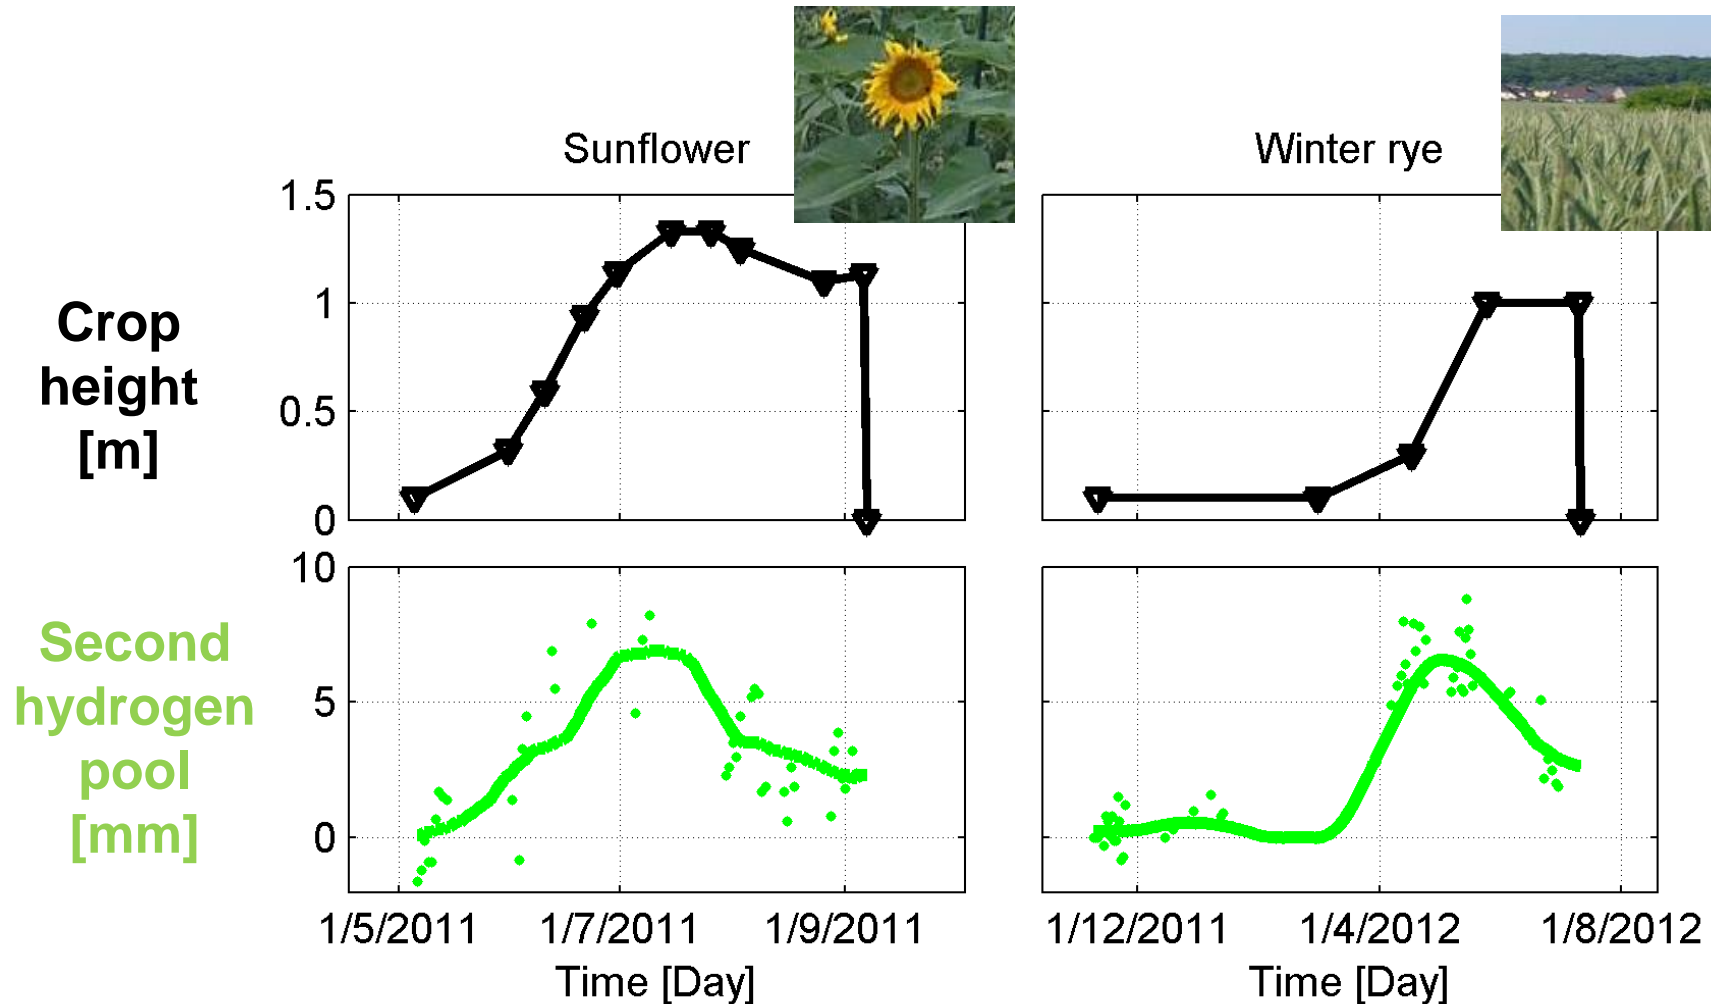 Sunflower
Winter rye
Crop
height
[m]
1.5
1
0.5
0
Second
hydrogen
pool
[mm]
10
5
0
1/5/2011 1/7/2011 1/9/2011
Time [Day]
1/12/2011 1/4/2012 1/8/2012
Time [Day]